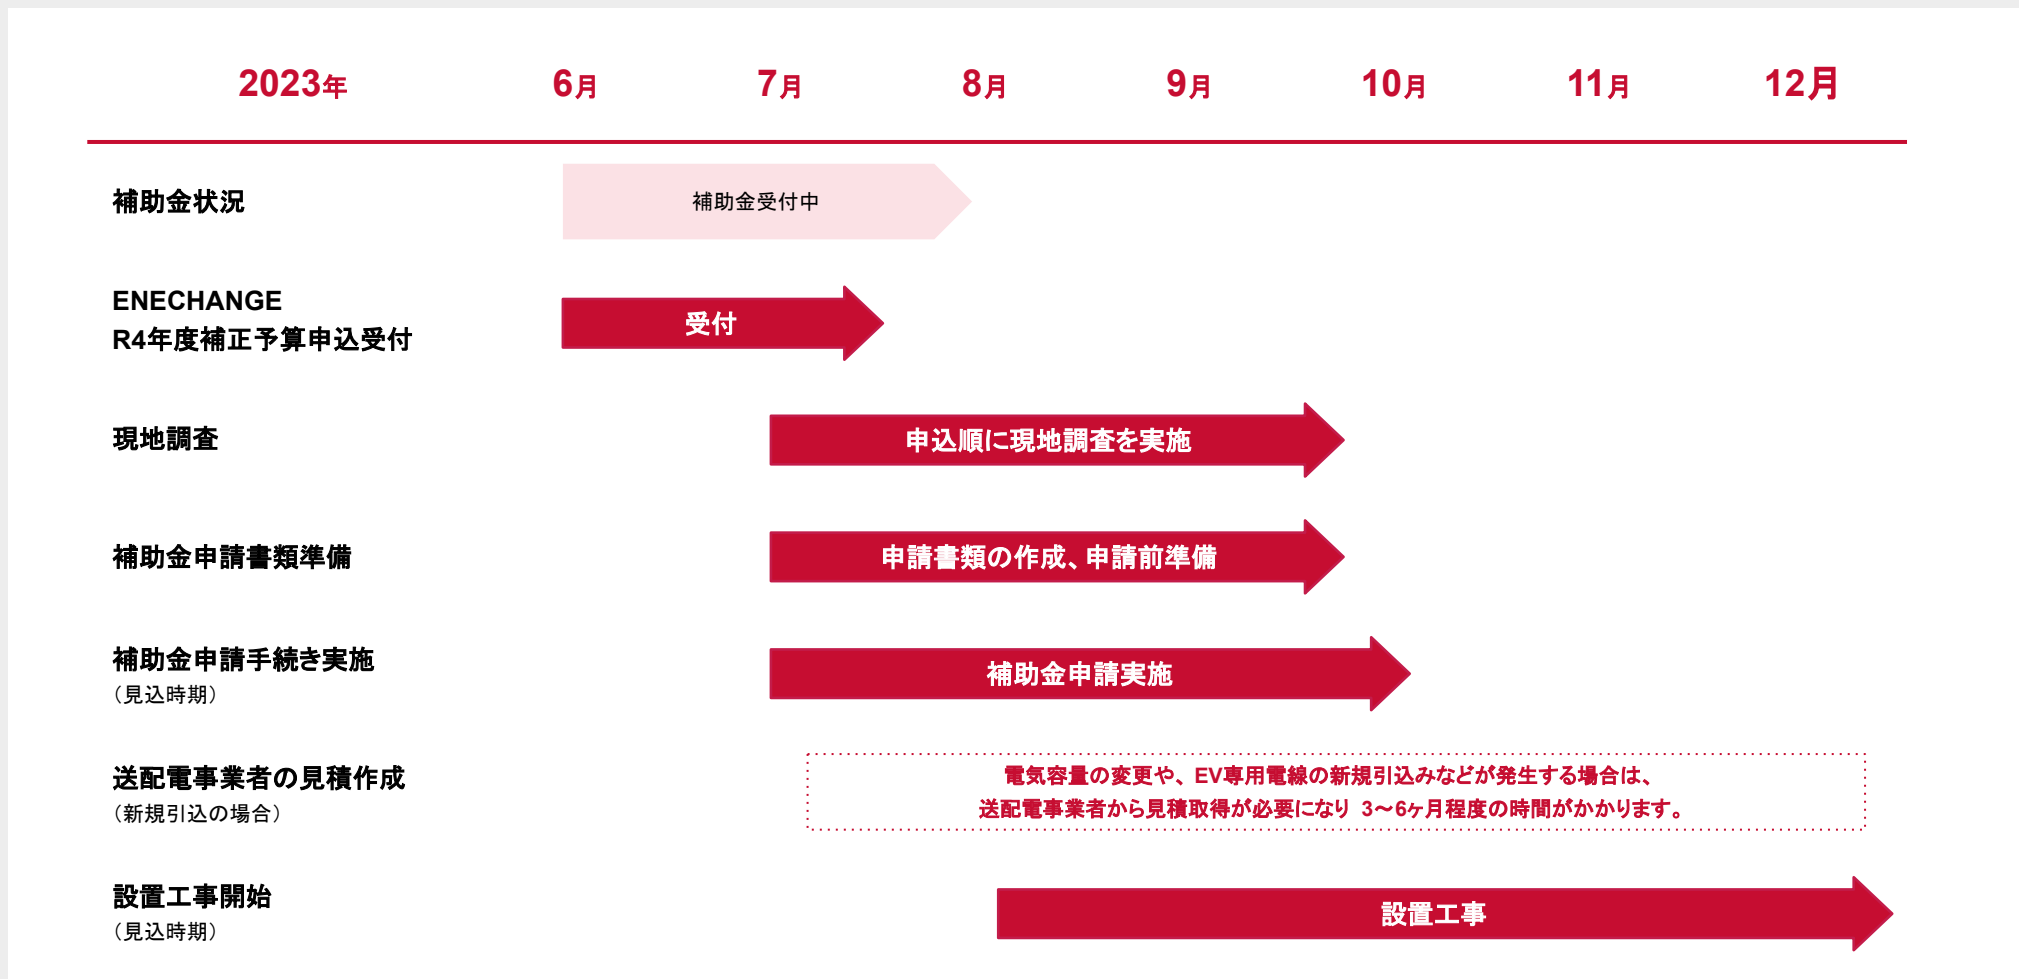 2023年 6月 7月 8月 9月 10月 11月 12月
補助金状況
補助金受付中
ENECHANGE
R4年度補正予算申込受付
受付
現地調査
申込順に現地調査を実施
補助金申請書類準備
申請書類の作成、申請前準備
補助金申請手続き実施
（見込時期）
補助金申請実施
送配電事業者の見積作成
（新規引込の場合）
電気容量の変更や、EV専用電線の新規引込みなどが発生する場合は、
送配電事業者から見積取得が必要になり 3〜6ヶ月程度の時間がかかります。
設置工事開始
（見込時期）
設置工事